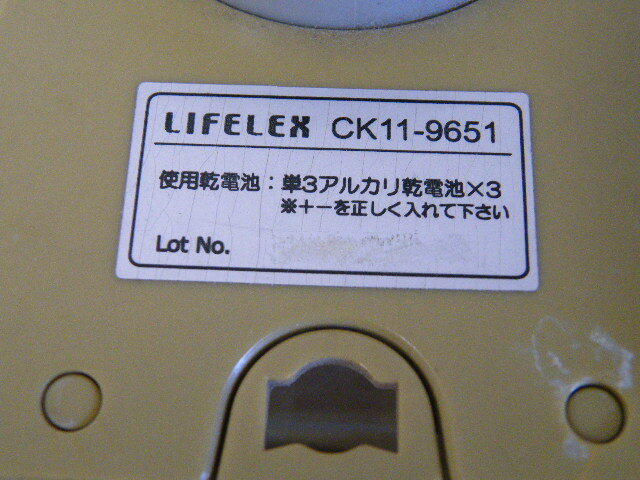 LIFELEX CK11-9651
使用乾電池：単3アルカリ乾電池×3
※＋－を正しく入れて下さい
Lot No.